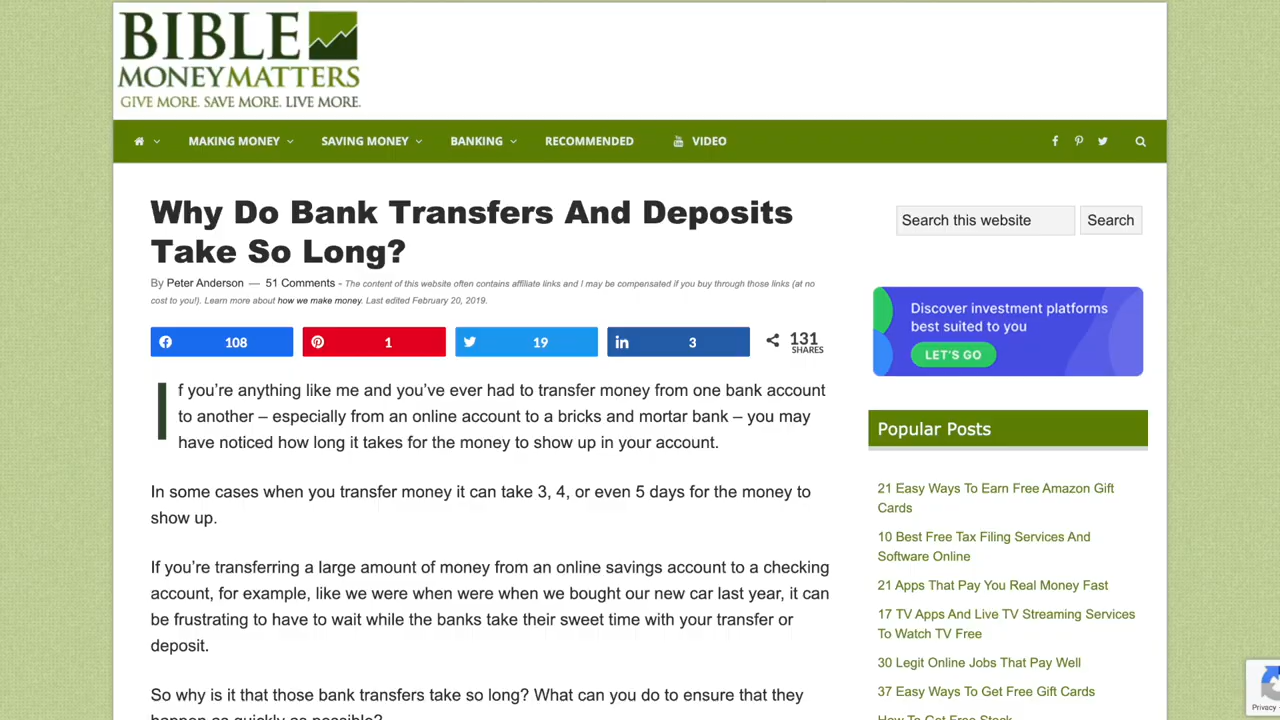 BIBLE
MONEYMATTERS
GIVE MORE. SAVE MORE. LIVE MORE.
MAKING MONEY
SAVING MONEY
BANKING
RECOMMENDED
VIDEO
Why Do Bank Transfers And Deposits
Take So Long?
By Peter Anderson — 51 Comments - The content of this website often contains affiliate links and I may be compensated if you buy through those links (at no
cost to you!). Learn more about how we make money. Last edited February 20, 2019.
108
1
19
3
131
SHARES
If you’re anything like me and you’ve ever had to transfer money from one bank account
to another – especially from an online account to a bricks and mortar bank – you may
have noticed how long it takes for the money to show up in your account.
In some cases when you transfer money it can take 3, 4, or even 5 days for the money to
show up.
If you’re transferring a large amount of money from an online savings account to a checking
account, for example, like we were when were when we bought our new car last year, it can
be frustrating to have to wait while the banks take their sweet time with your transfer or
deposit.
So why is it that those bank transfers take so long? What can you do to ensure that they
happen as quickly as possible?
Search this website
Search
Discover investment platforms
best suited to you
LET’S GO
Popular Posts
21 Easy Ways To Earn Free Amazon Gift
Cards
10 Best Free Tax Filing Services And
Software Online
21 Apps That Pay You Real Money Fast
17 TV Apps And Live TV Streaming Services
To Watch TV Free
30 Legit Online Jobs That Pay Well
37 Easy Ways To Get Free Gift Cards
How To Get Free Stock
Privacy -